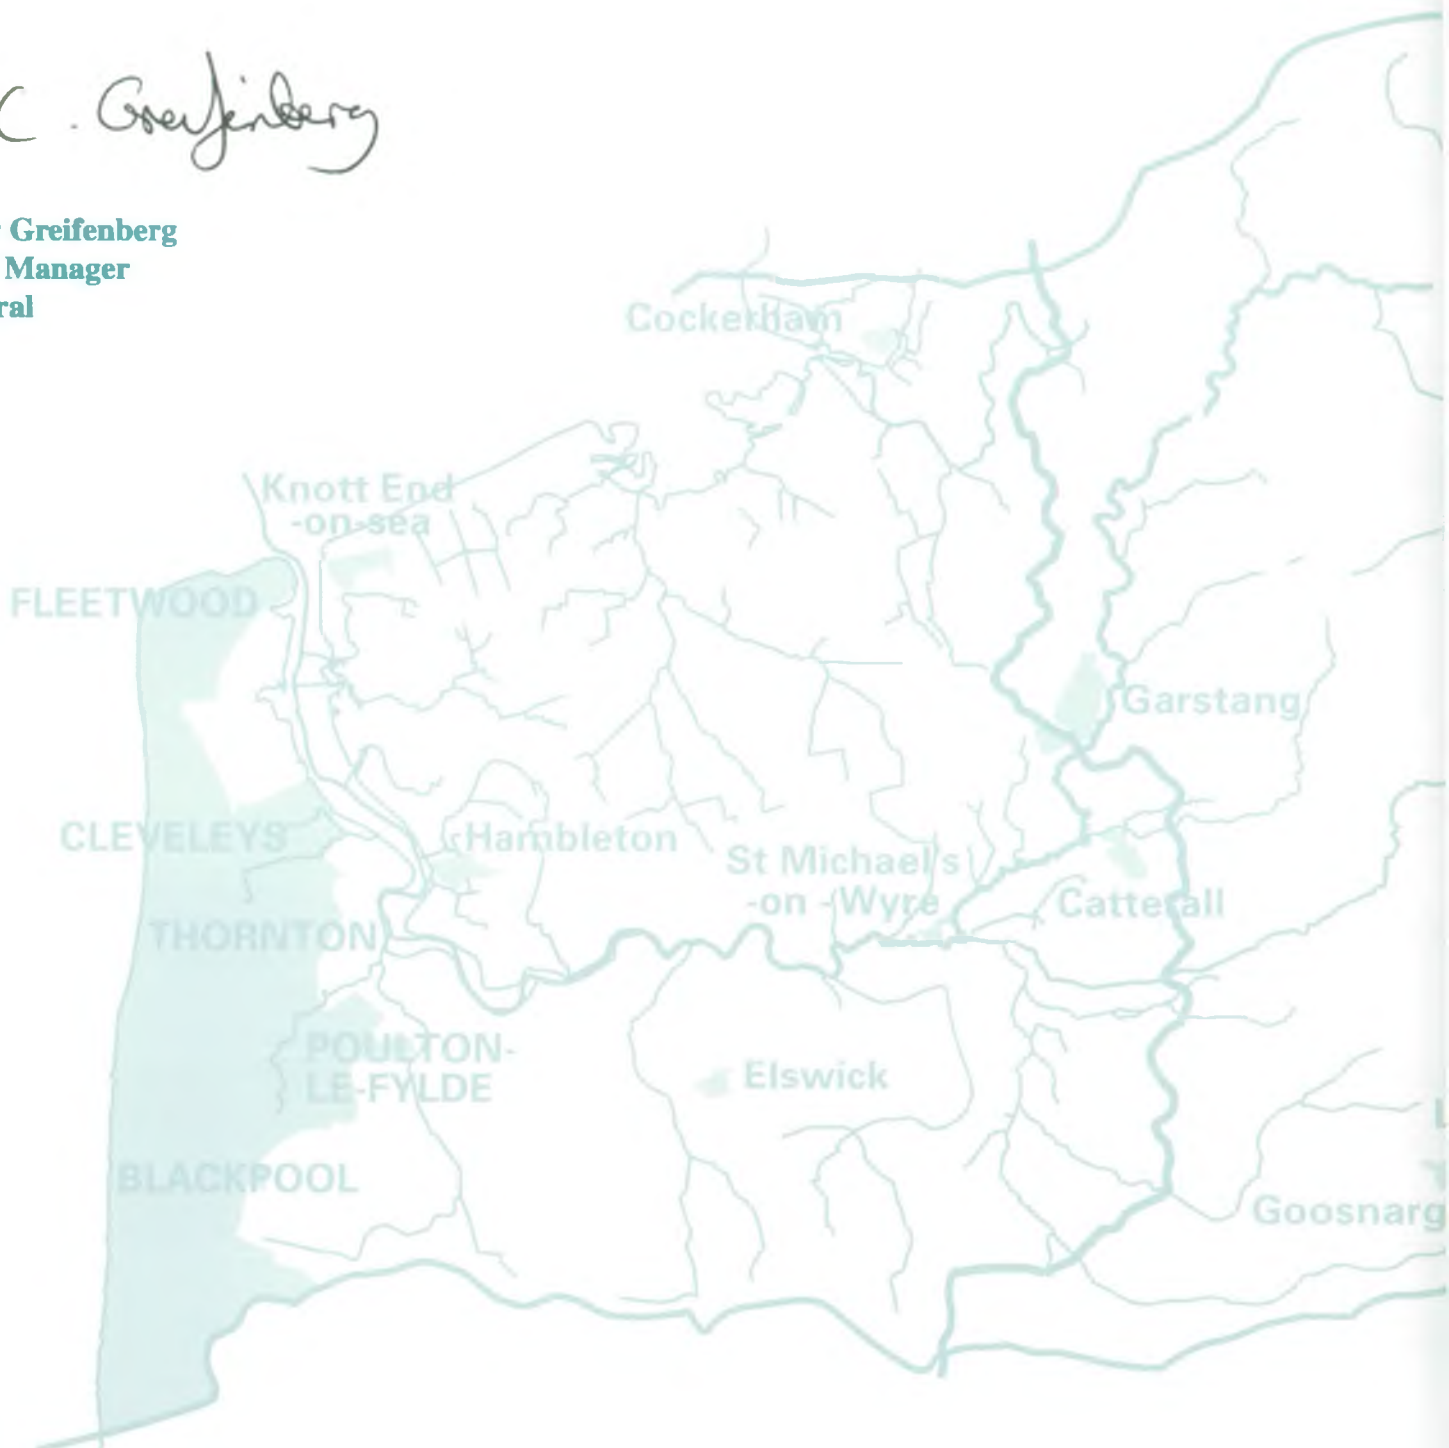 C. Greifenberg
Greifenberg
Manager
ral
Cockerham
Knott End
-on-sea
FLEETWOOD
Garstang
CLEVELEYS
Hambleton
St Michael's
-on-Wyre
Catterall
THORNTON
POULTON-
LE-FYLDE
Elswick
BLACKPOOL
Goosnarg